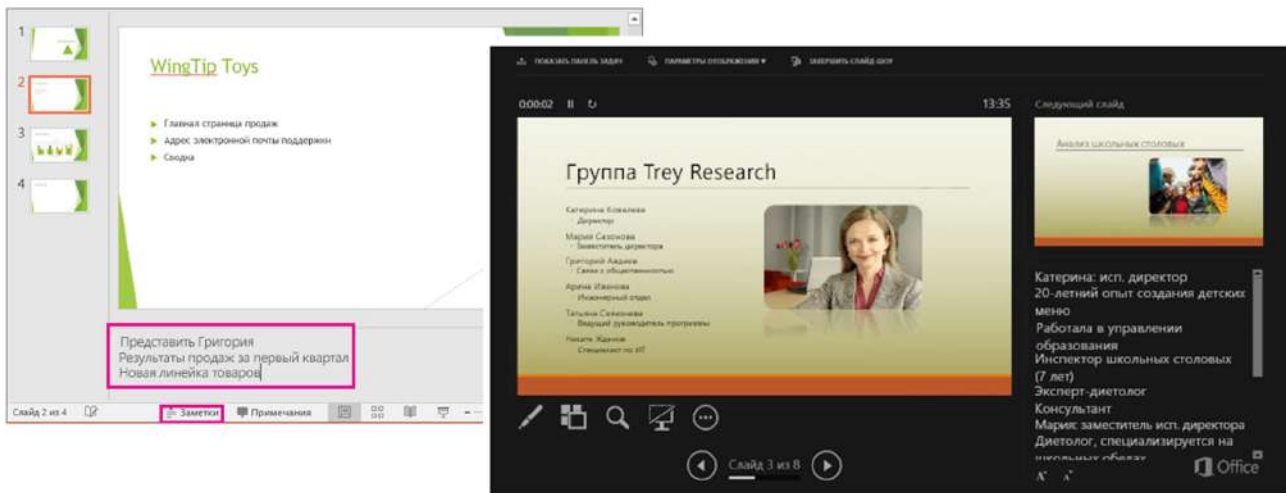 1
2
3
4
WingTip Toys
Главная страница продаж
Адрес электронной почты поддержки
Сводка
Представить Григория
Результаты продаж за первый квартал
Новая линейка товаров
Слайд 2 из 4
Заметки
Примечания
ПОКАЗАТЬ ПАНЕЛЬ ЗАДАЧ
ПАРАМЕТРЫ ОТОБРАЖЕНИЯ
ЗАВЕРШИТЬ СЛАЙД-ШОУ
0:00:02
13:35
Группа Trey Research
Катерина Ковалева
Директор
Мария Сазонова
Заместитель директора
Григорий Авдеев
Связи с общественностью
Арина Иванова
Инженерный отдел
Татьяна
Ведущий руководитель программы
Никита Жданов
Специалист по ИТ
Слайд 3 из 8
Следующий слайд
Анализ школьных столовых
Катерина: исп. директор
20-летний опыт создания детских
меню
Работала в управлении
образования
Инспектор школьных столовых
(7 лет)
Эксперт-диетолог
Консультант
Мария: заместитель исп. директора
Диетолог, специализируется на
школьных обедах
A A
Office